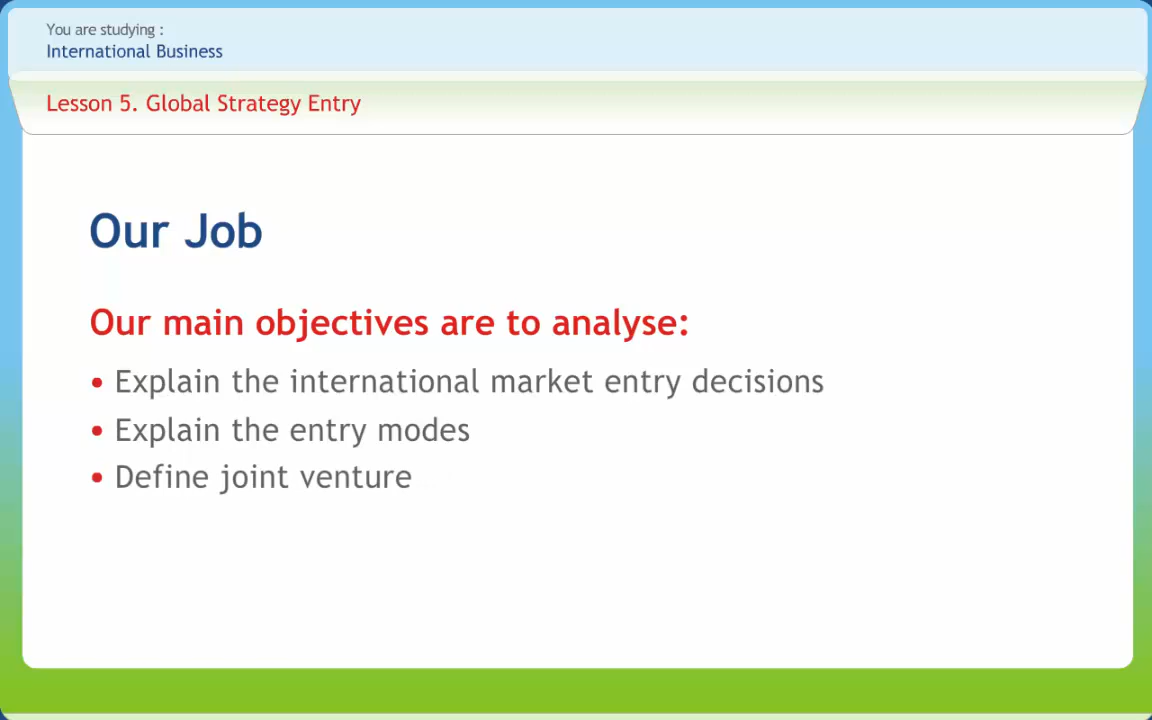 You are studying :
International Business
Lesson 5. Global Strategy Entry
Our Job
Our main objectives are to analyse:
• Explain the international market entry decisions
• Explain the entry modes
• Define joint venture